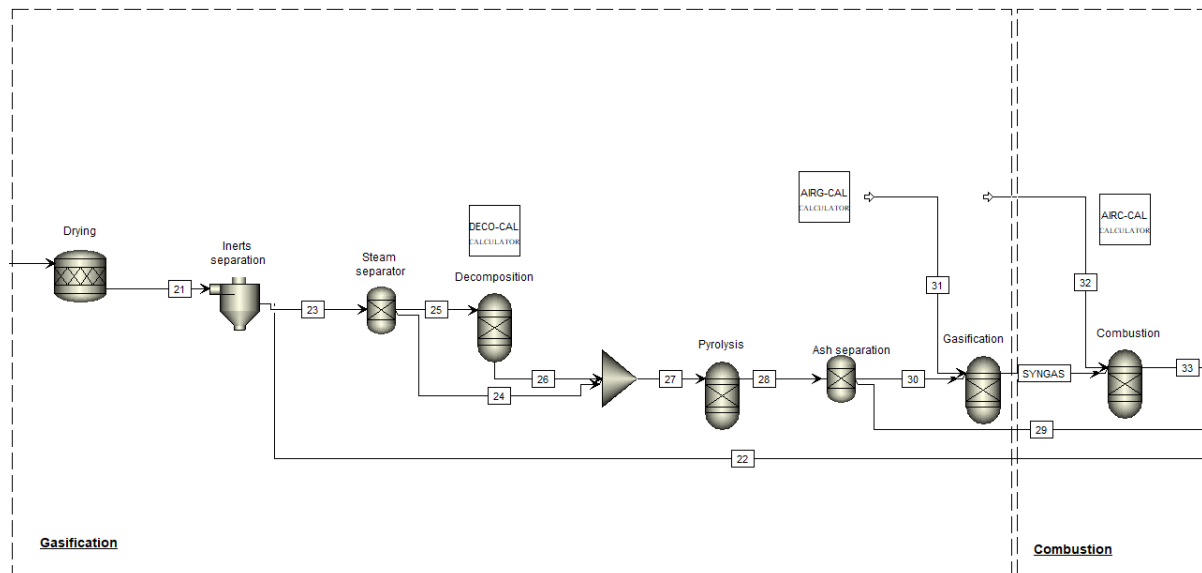 AIRG-CAL
CALCULATOR
AIRC-CAL
CALCULATOR
DECO-CAL
CALCULATOR
Drying
Inerts
separation
Steam
separator
Decomposition
21
23
25
31
32
Pyrolysis
Ash separation
Gasification
Combustion
26
24
27
28
30
SYNGAS
33
29
22
Gasification
Combustion